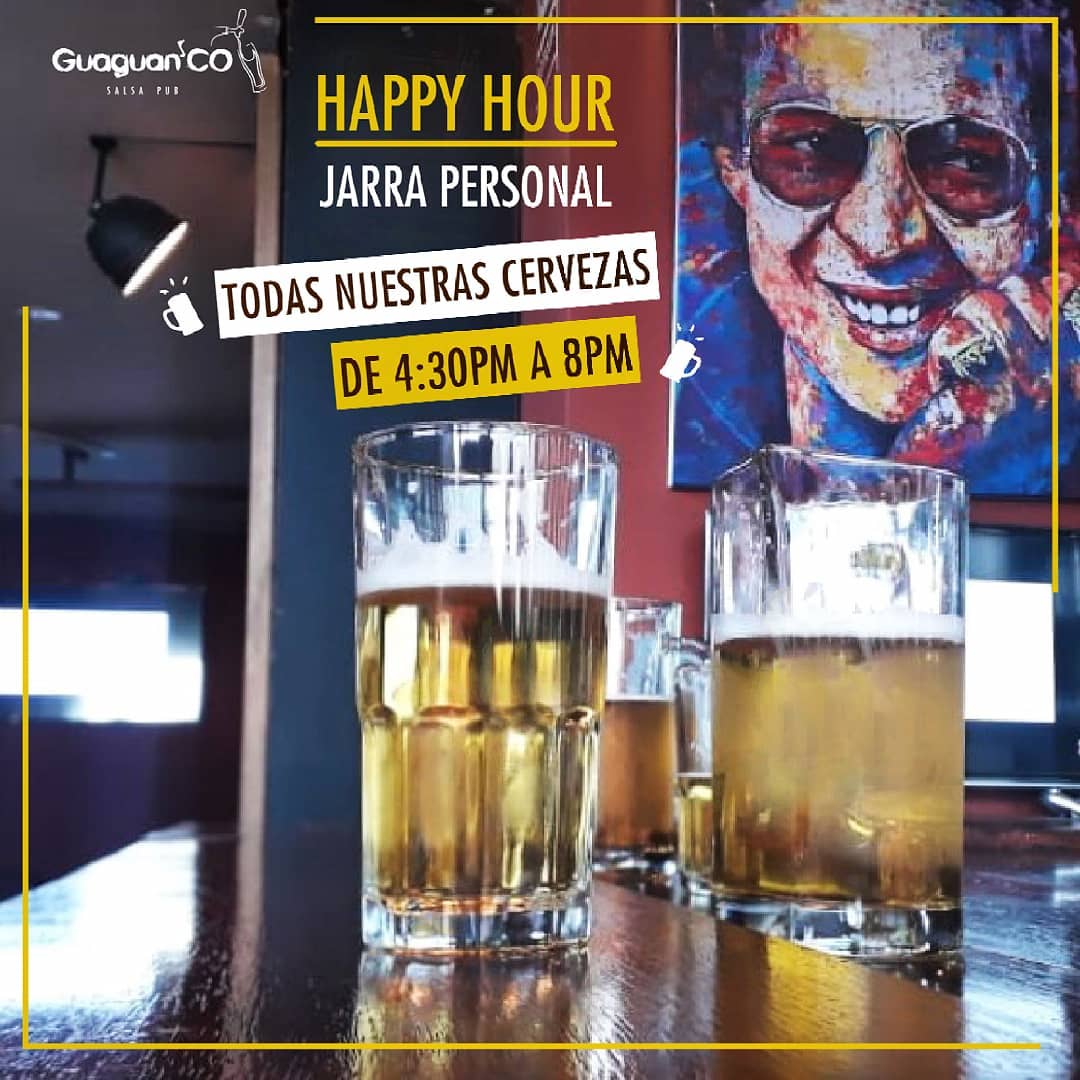 Guaguan'CO
SALSA PUB
HAPPY HOUR
JARRA PERSONAL
TODAS NUESTRAS CERVEZAS
DE 4:30PM A 8PM